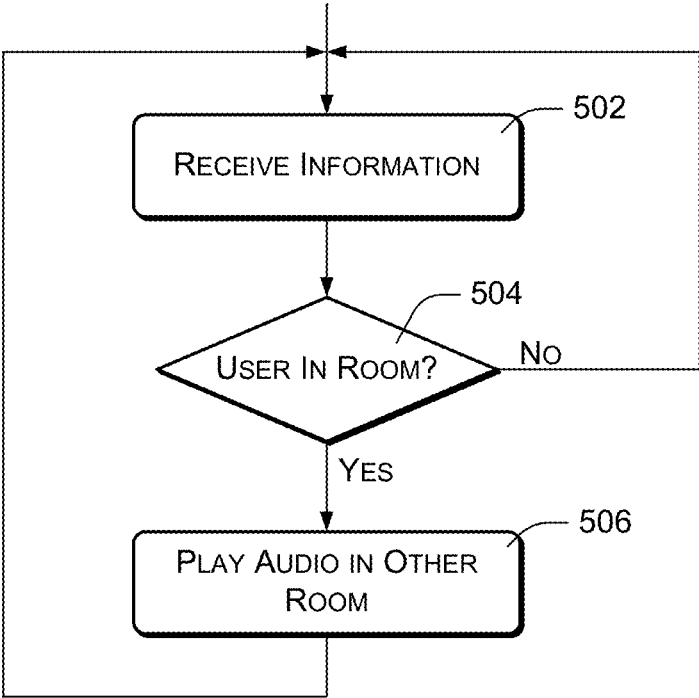 502
RECEIVE INFORMATION
504
USER IN ROOM?
NO
YES
506
PLAY AUDIO IN OTHER
ROOM